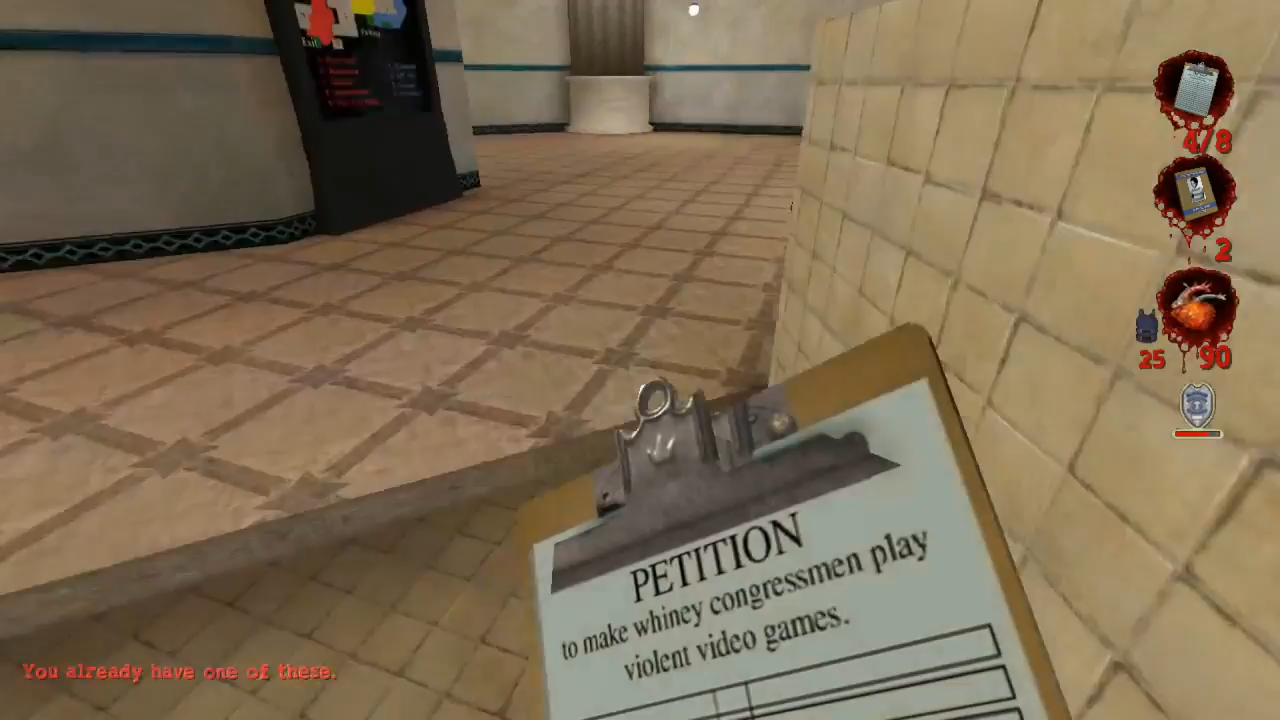 Exit
4/8
2
25
90
PETITION
to make whiney congressmen play
violent video games.
You already have one of these.